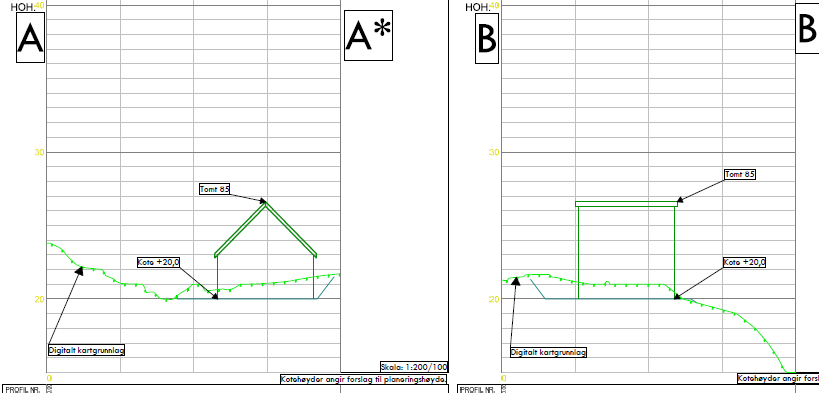 HOH.
40
A
A*
30
Tomt 85
Kote +20,0
20
Digitalt kartgrunnlag
Skala: 1:200/100
0
Kotehøyder angir forslag til planeringshøyde.
PROFIL NR.
HOH.
40
B
B
30
Tomt 85
Kote +20,0
20
Digitalt kartgrunnlag
0
Kotehøyder angir forsl
PROFIL NR.